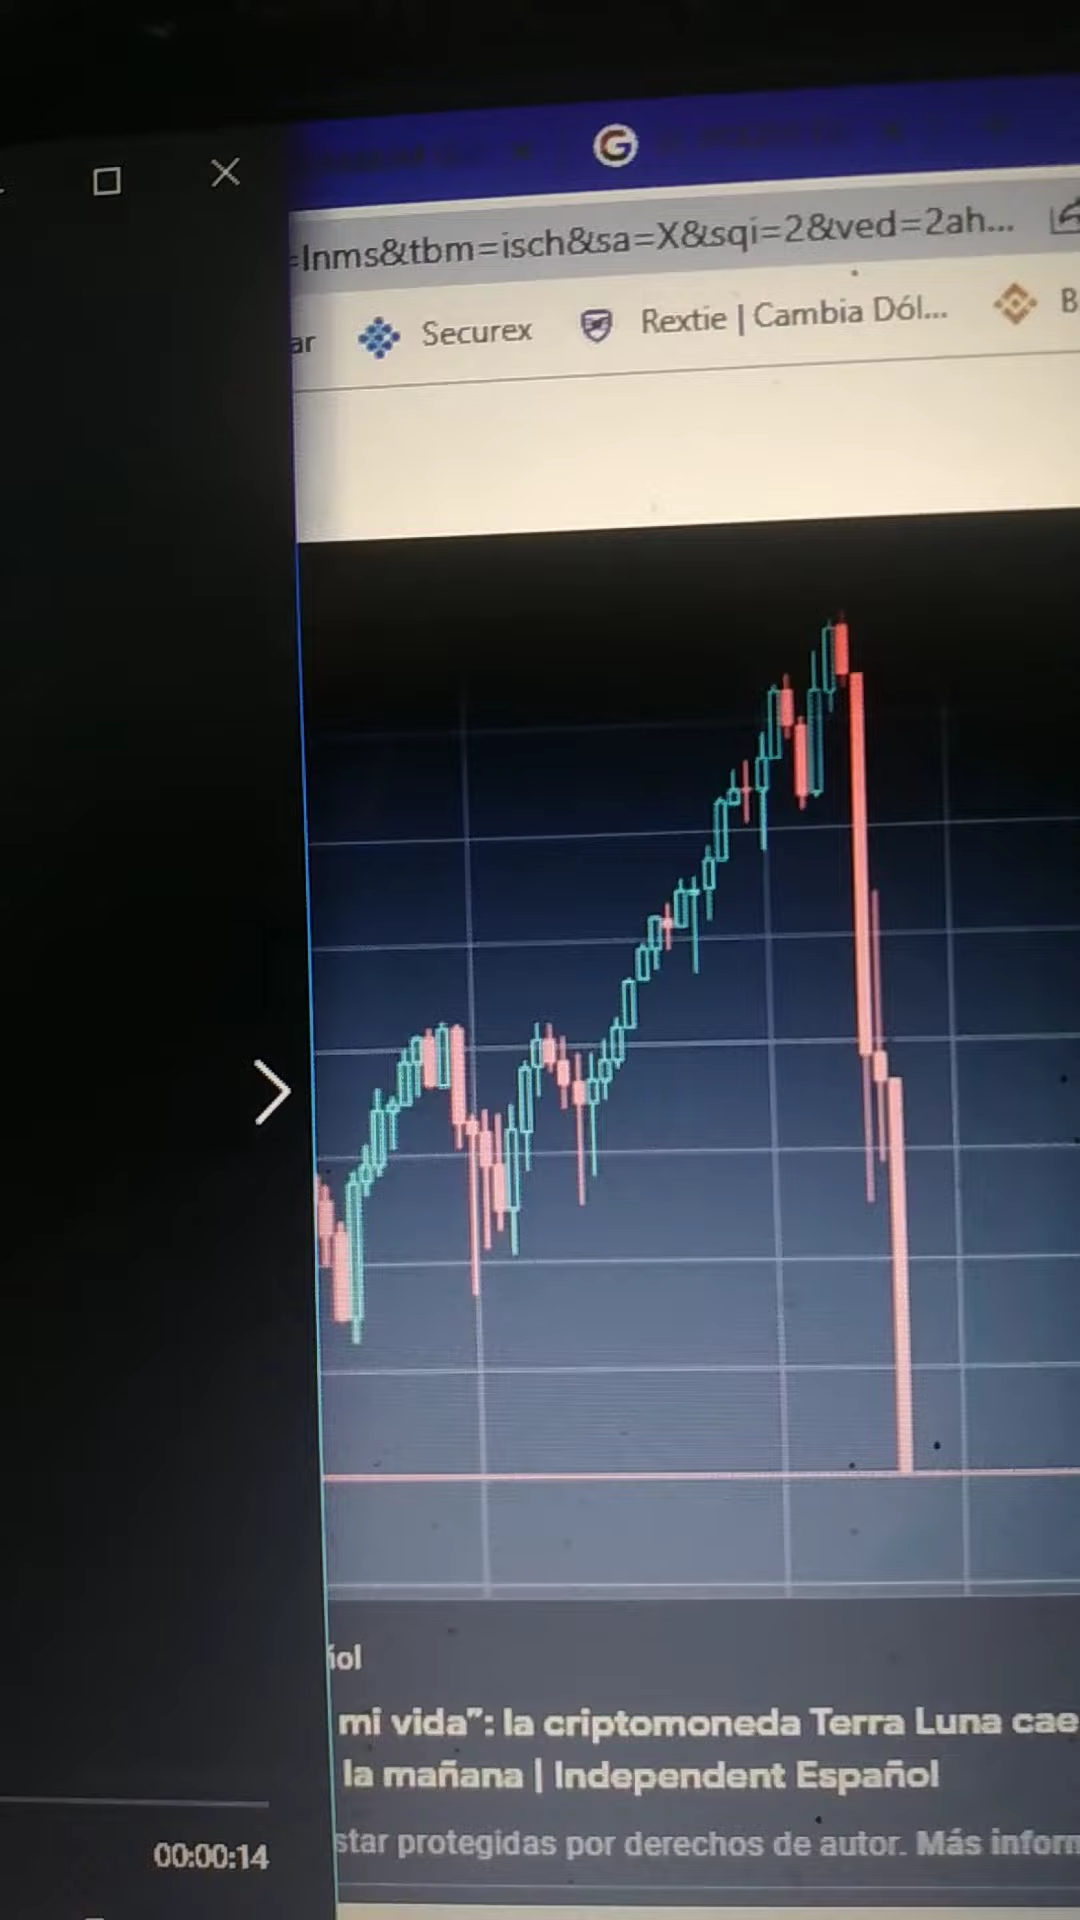 =lnms&tbm=isch&sa=X&sqi=2&ved=2ah...
ar Securex Rextie | Cambia Dól... B
ñol
mi vida": la criptomoneda Terra Luna cae
la mañana | Independent Español
star protegidas por derechos de autor. Más inform
00:00:14